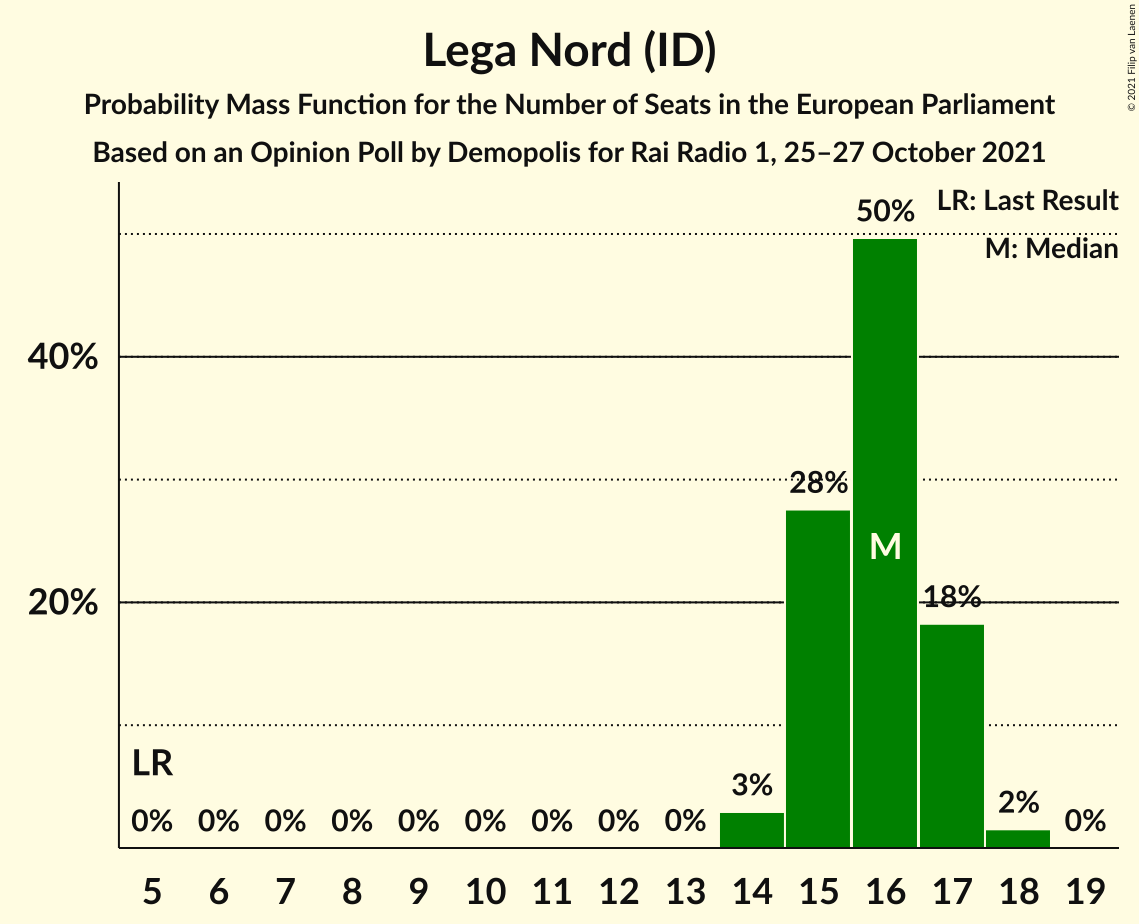 Lega Nord (ID)
Probability Mass Function for the Number of Seats in the European Parliament
Based on an Opinion Poll by Demopolis for Rai Radio 1, 25–27 October 2021
© 2021 Filip van Laenen
LR: Last Result
M: Median
50%
40%
28%
M
20%
18%
LR
3%
2%
0% 0% 0% 0% 0% 0% 0% 0% 0% 0%
5 6 7 8 9 10 11 12 13 14 15 16 17 18 19